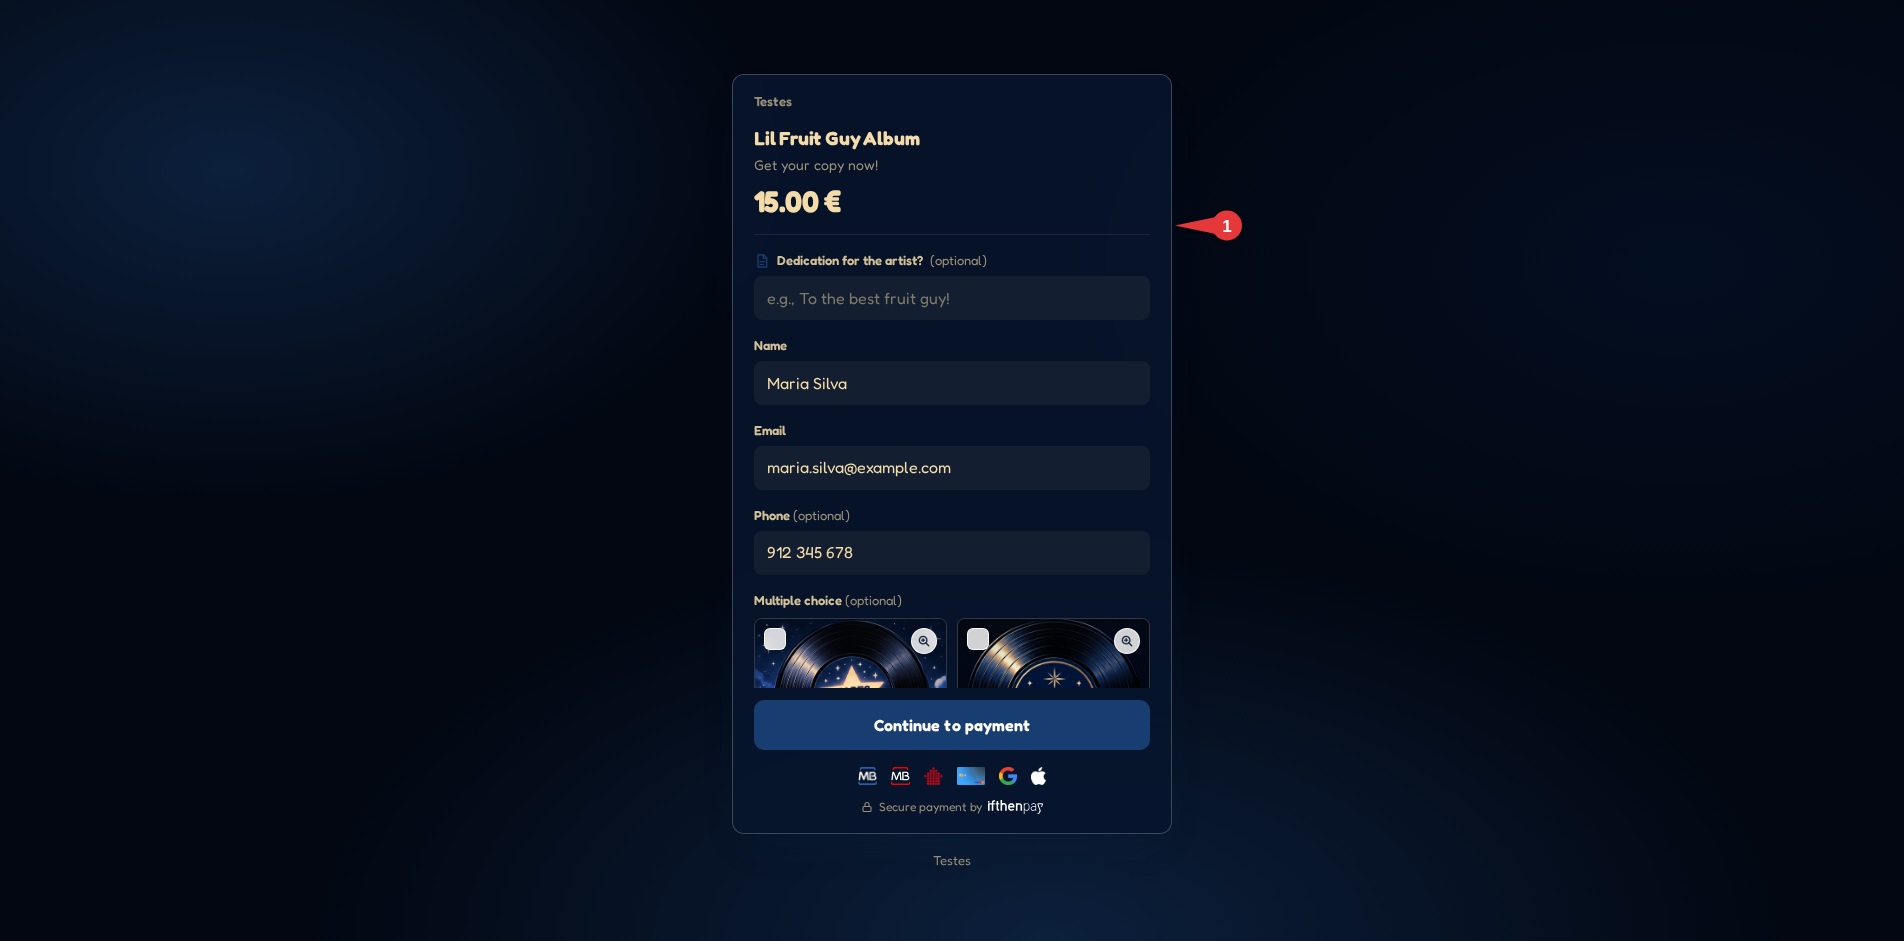 Testes
Lil Fruit Guy Album
Get your copy now!
15.00 €
1
Dedication for the artist? (optional)
e.g., To the best fruit guy!
Name
Maria Silva
Email
maria.silva@example.com
Phone (optional)
912 345 678
Multiple choice (optional)
Continue to payment
MB MB
Secure payment by ifthenpay
Testes